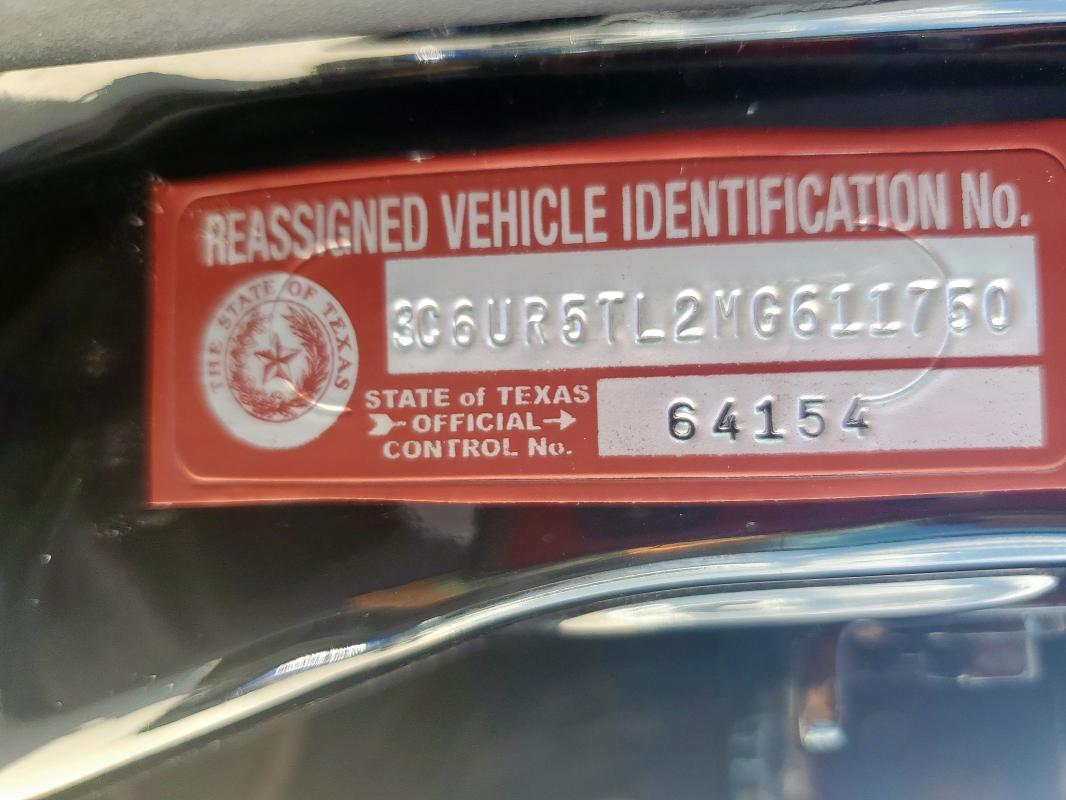 REASSIGNED VEHICLE IDENTIFICATION No.
3C6UR5TL2MG611750
THE STATE OF TEXAS
STATE of TEXAS
OFFICIAL
CONTROL No.
64154